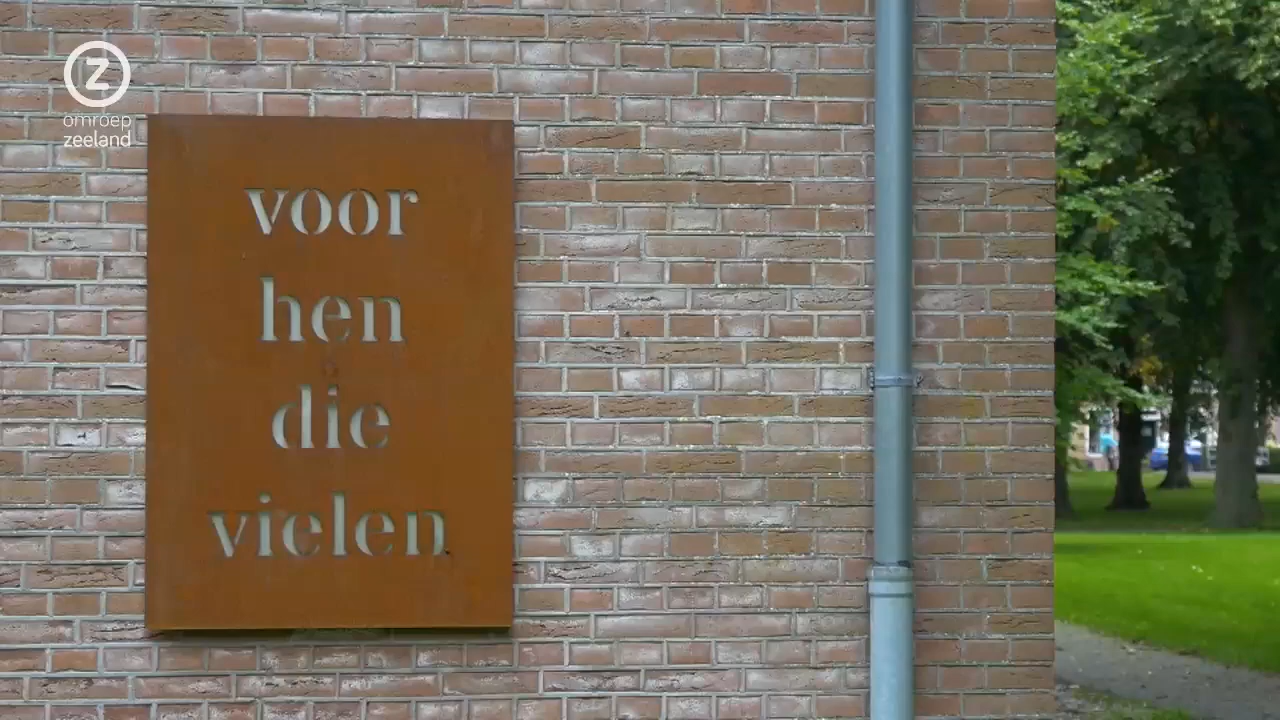 Z
omroep
zeeland
voor
hen
die
vielen